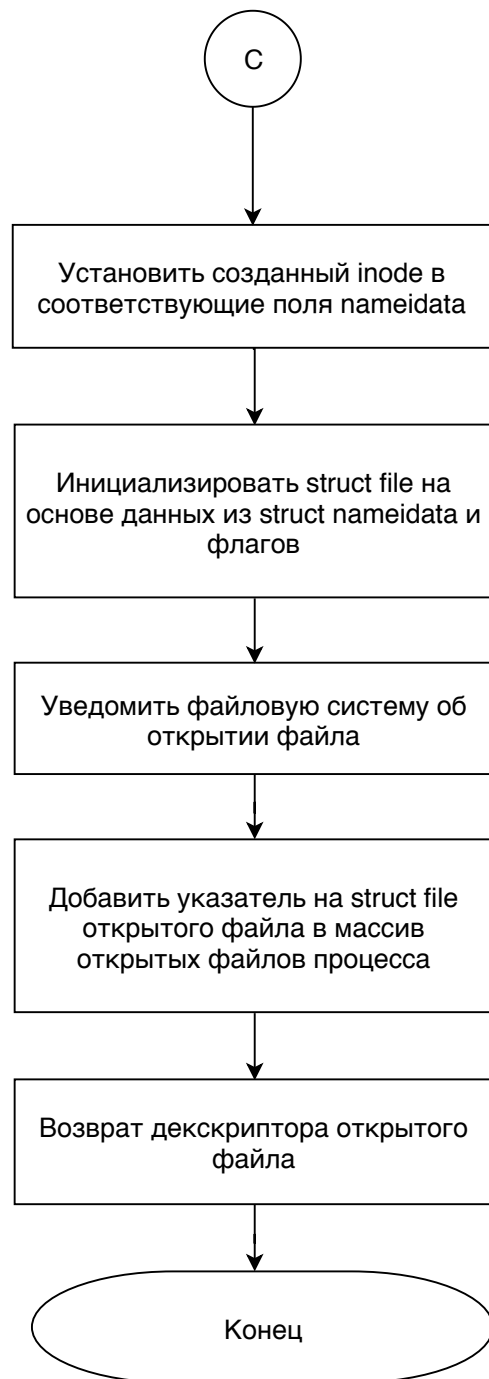 С
Установить созданный inode в
соответствующие поля nameidata
Инициализировать struct file на
основе данных из struct nameidata и
флагов
Уведомить файловую систему об
открытии файла
Добавить указатель на struct file
открытого файла в массив
открытых файлов процесса
Возврат декскриптора открытого
файла
Конец